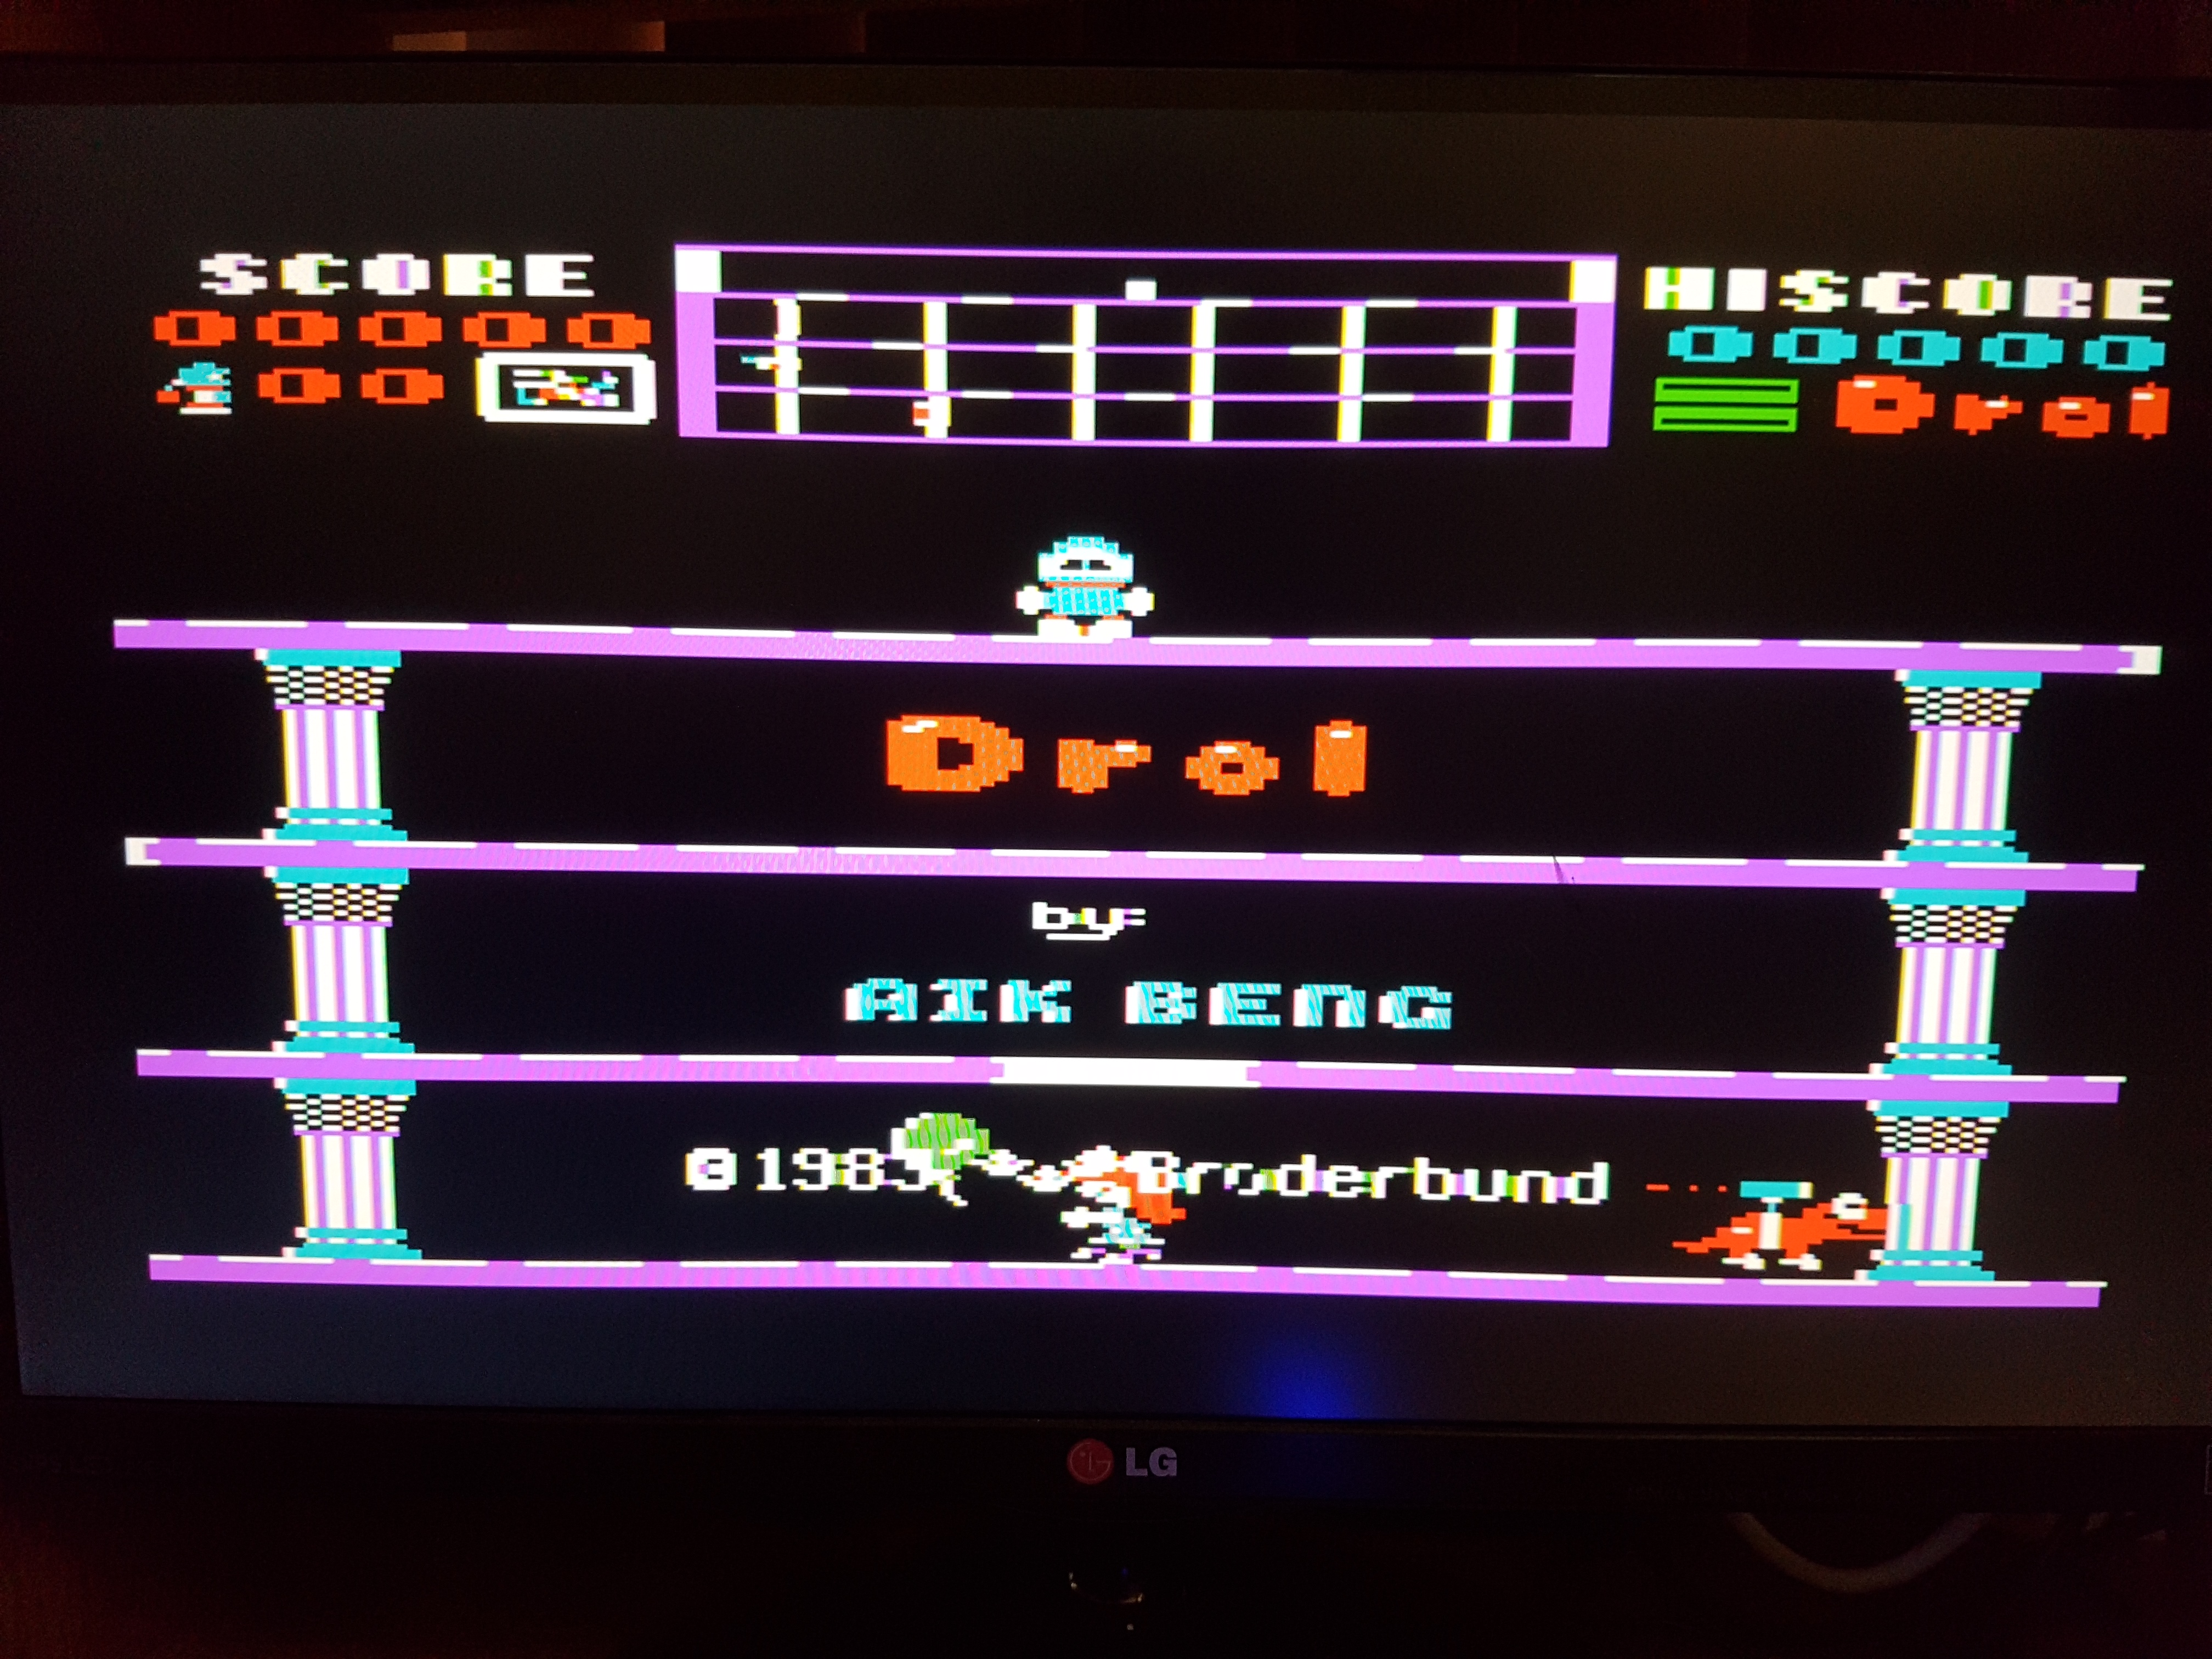 SCORE
HISCORE
00000
00000
00
Drol
Drol
by:
AIK BENG
©1983 Broderbund
LG